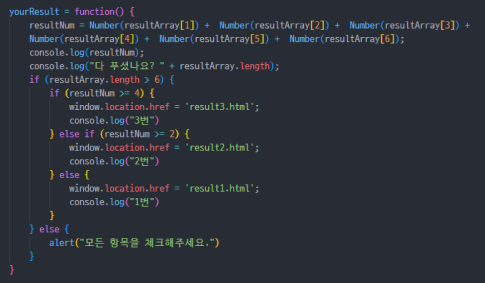 yourResult = function() {
    resultNum = Number(resultArray[1]) +  Number(resultArray[2]) +  Number(resultArray[3]) +
    Number(resultArray[4]) +  Number(resultArray[5]) +  Number(resultArray[6]);
    console.log(resultNum);
    console.log("다 푸셨나요? " + resultArray.length);
    if (resultArray.length > 6) {
        if (resultNum >= 4) {
            window.location.href = 'result3.html';
            console.log("3번")
        } else if (resultNum >= 2) {
            window.location.href = 'result2.html';
            console.log("2번")
        } else {
            window.location.href = 'result1.html';
            console.log("1번")
        }
    } else {
        alert("모든 항목을 체크해주세요.")
    }
}